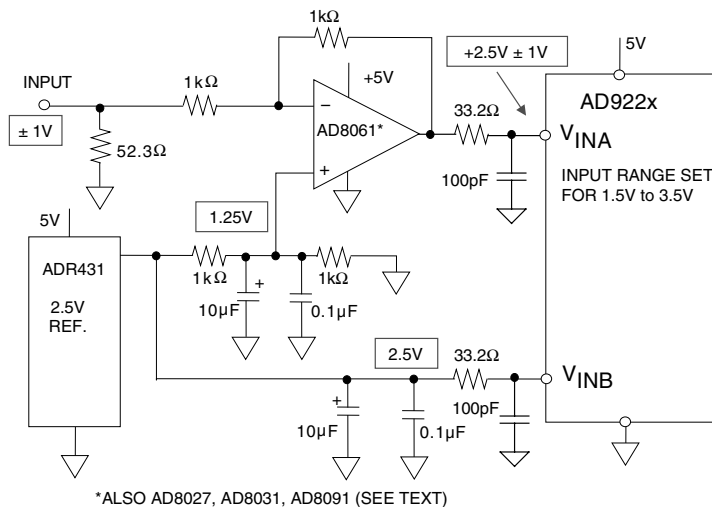 1kΩ
+2.5V ± 1V
5V
INPUT
1kΩ
+5V
AD922x
± 1V
−
AD8061*
33.2Ω
VINA
52.3Ω
+
100pF
INPUT RANGE SET
FOR 1.5V to 3.5V
5V
1.25V
ADR431
1kΩ
1kΩ
2.5V
REF.
+
10µF
0.1µF
2.5V
33.2Ω
VINB
+
10µF
0.1µF
100pF
*ALSO AD8027, AD8031, AD8091 (SEE TEXT)